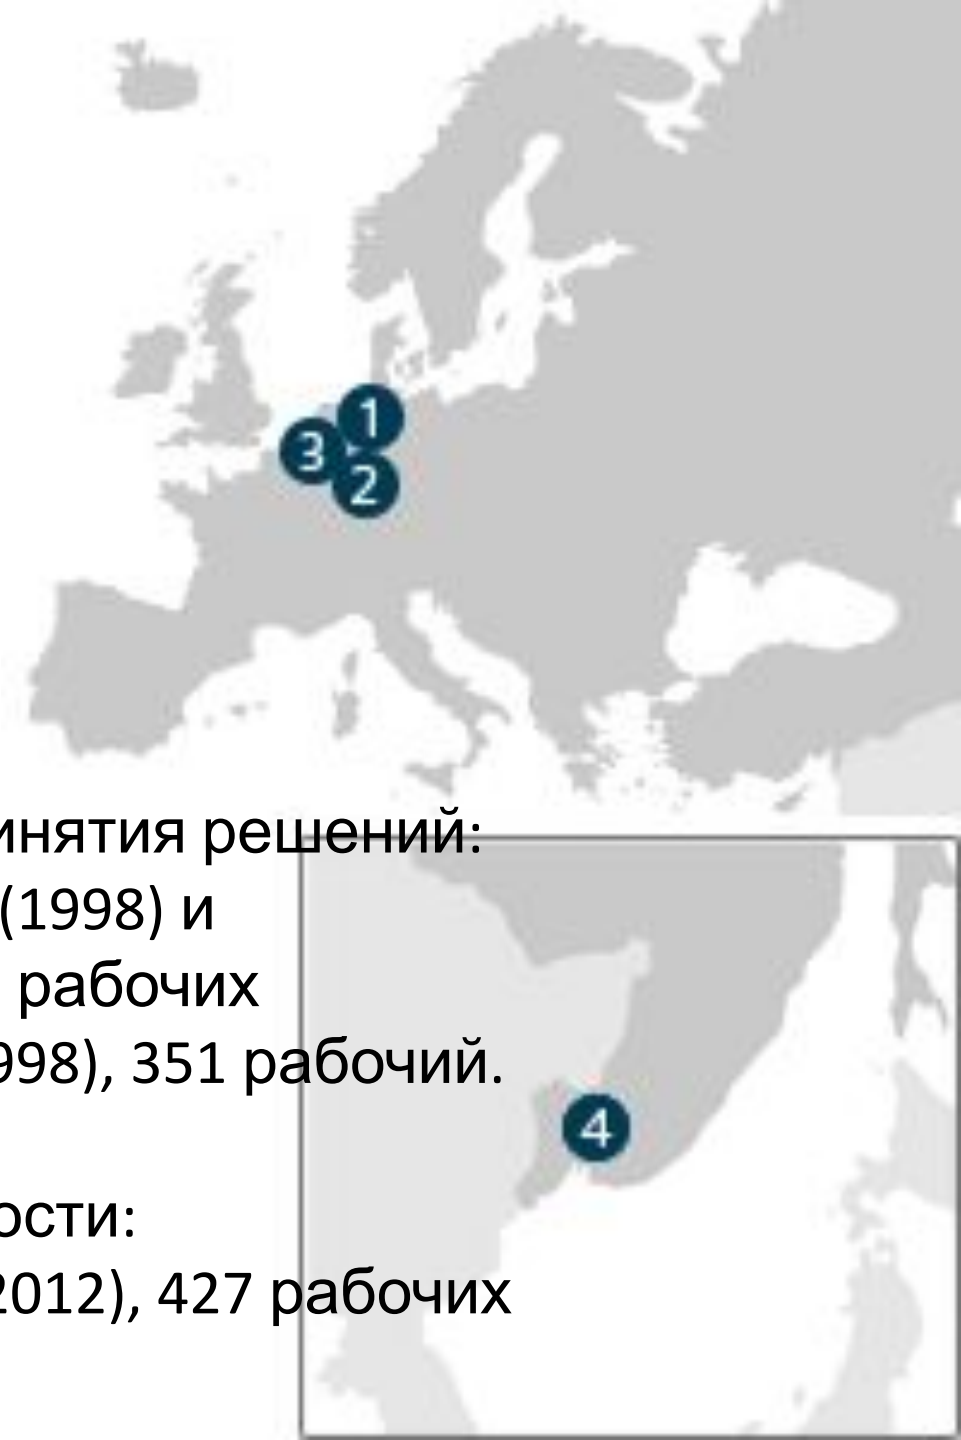 1
3
2
инятия решений:
(1998) и
рабочих
998), 351 рабочий.
4
ости:
2012), 427 рабочих